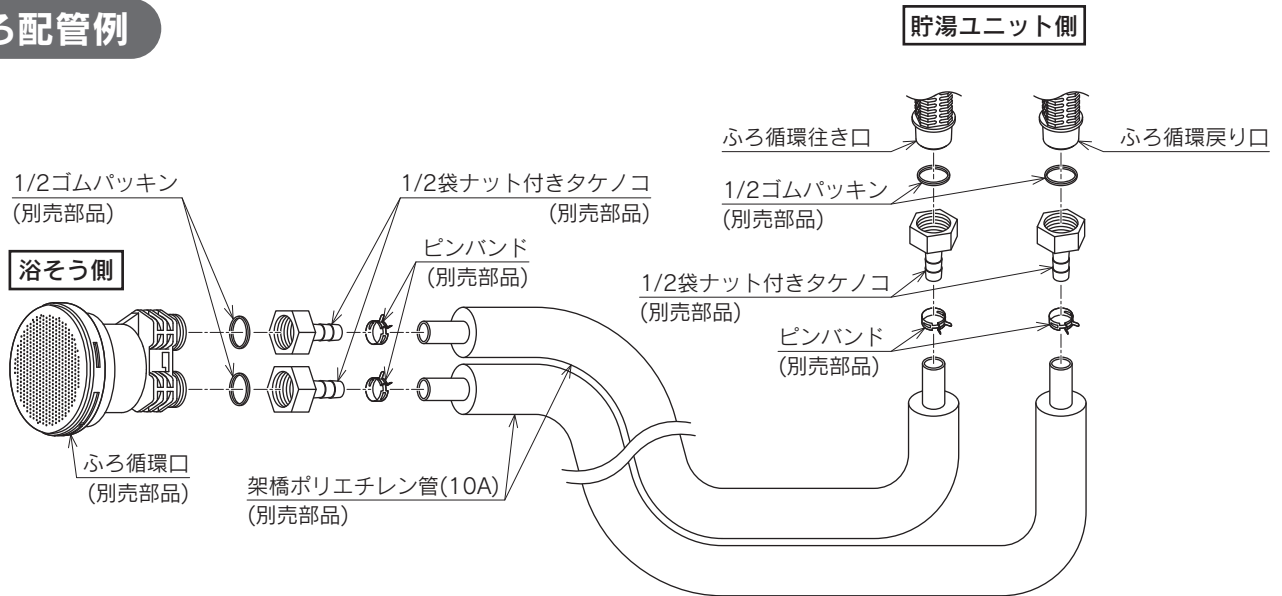 ろ配管例
貯湯ユニット側
ふろ循環往き口
ふろ循環戻り口
1/2ゴムパッキン
(別売部品)
1/2袋ナット付きタケノコ
(別売部品)
1/2ゴムパッキン
(別売部品)
ピンバンド
(別売部品)
浴そう側
1/2袋ナット付きタケノコ
(別売部品)
ピンバンド
(別売部品)
ふろ循環口
(別売部品)
架橋ポリエチレン管(10A)
(別売部品)